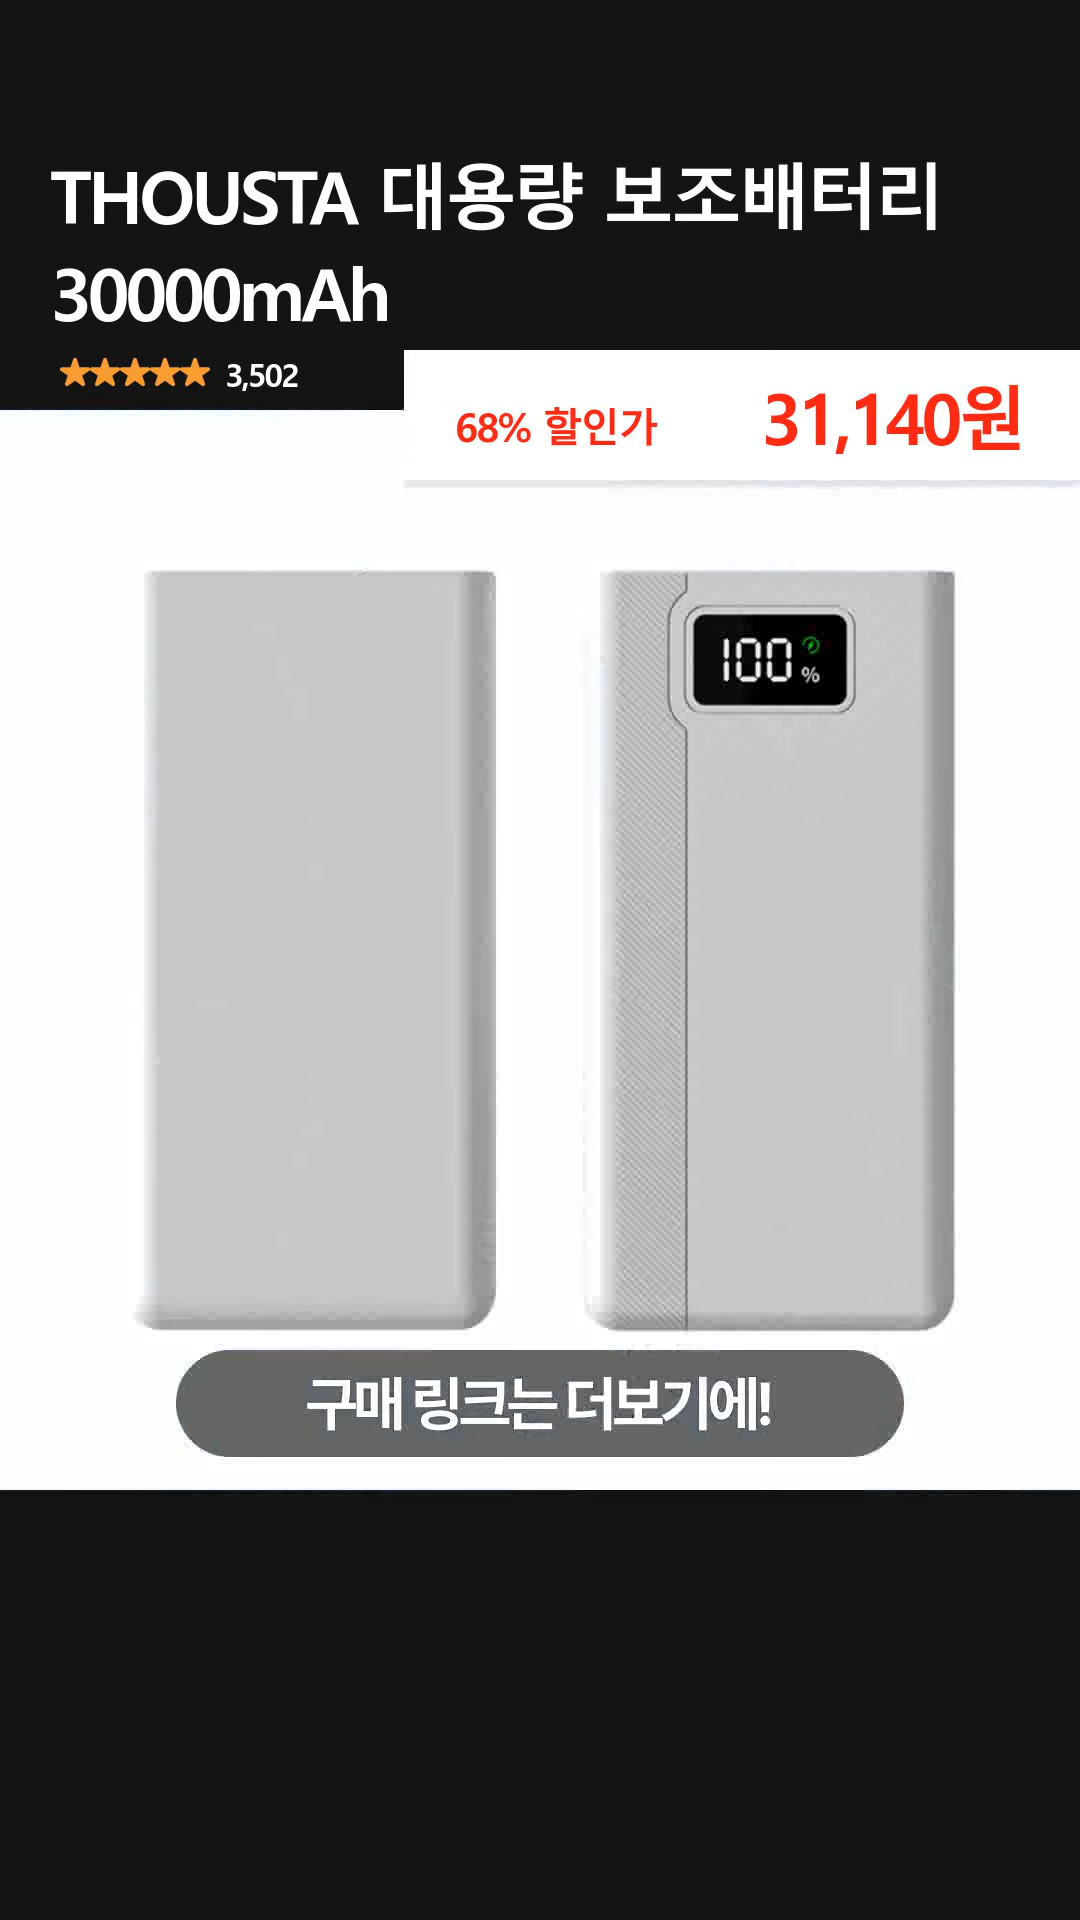 THOUSTA 대용량 보조배터리
30000mAh
3,502
68% 할인가 31,140원
100%
구매 링크는 더보기에!